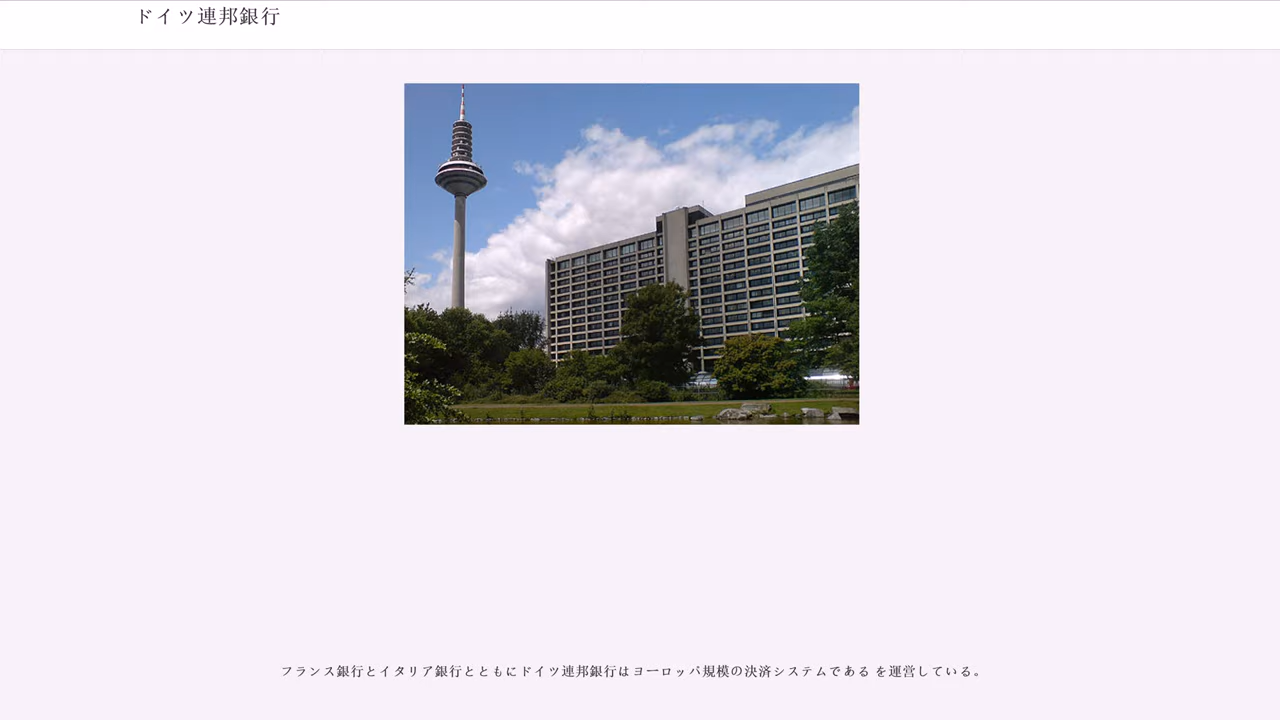 ドイツ連邦銀行
フランス銀行とイタリア銀行とともにドイツ連邦銀行はヨーロッパ規模の決済システムである を運営している。